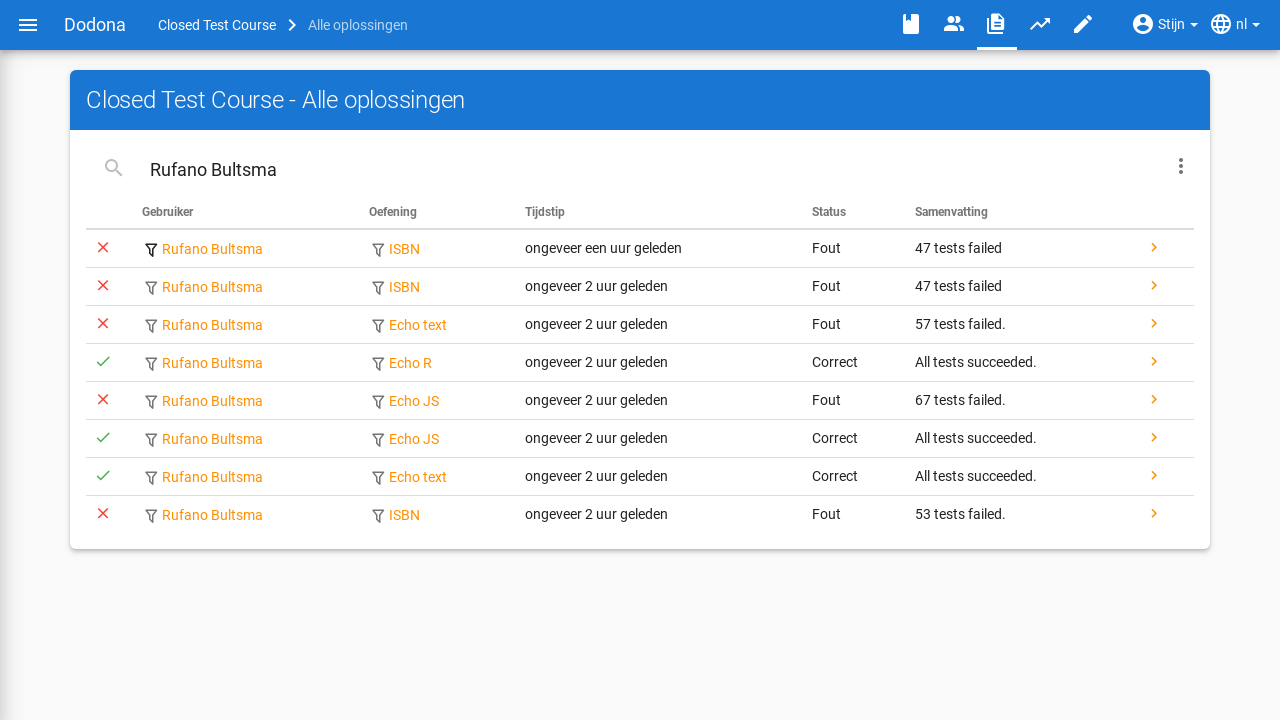 Dodona Closed Test Course Alle oplossingen Stijn nl
Closed Test Course - Alle oplossingen
Rufano Bultsma
Gebruiker Oefening Tijdstip Status Samenvatting
Rufano Bultsma ISBN ongeveer een uur geleden Fout 47 tests failed
Rufano Bultsma ISBN ongeveer 2 uur geleden Fout 47 tests failed
Rufano Bultsma Echo text ongeveer 2 uur geleden Fout 57 tests failed.
Rufano Bultsma Echo R ongeveer 2 uur geleden Correct All tests succeeded.
Rufano Bultsma Echo JS ongeveer 2 uur geleden Fout 67 tests failed.
Rufano Bultsma Echo JS ongeveer 2 uur geleden Correct All tests succeeded.
Rufano Bultsma Echo text ongeveer 2 uur geleden Correct All tests succeeded.
Rufano Bultsma ISBN ongeveer 2 uur geleden Fout 53 tests failed.